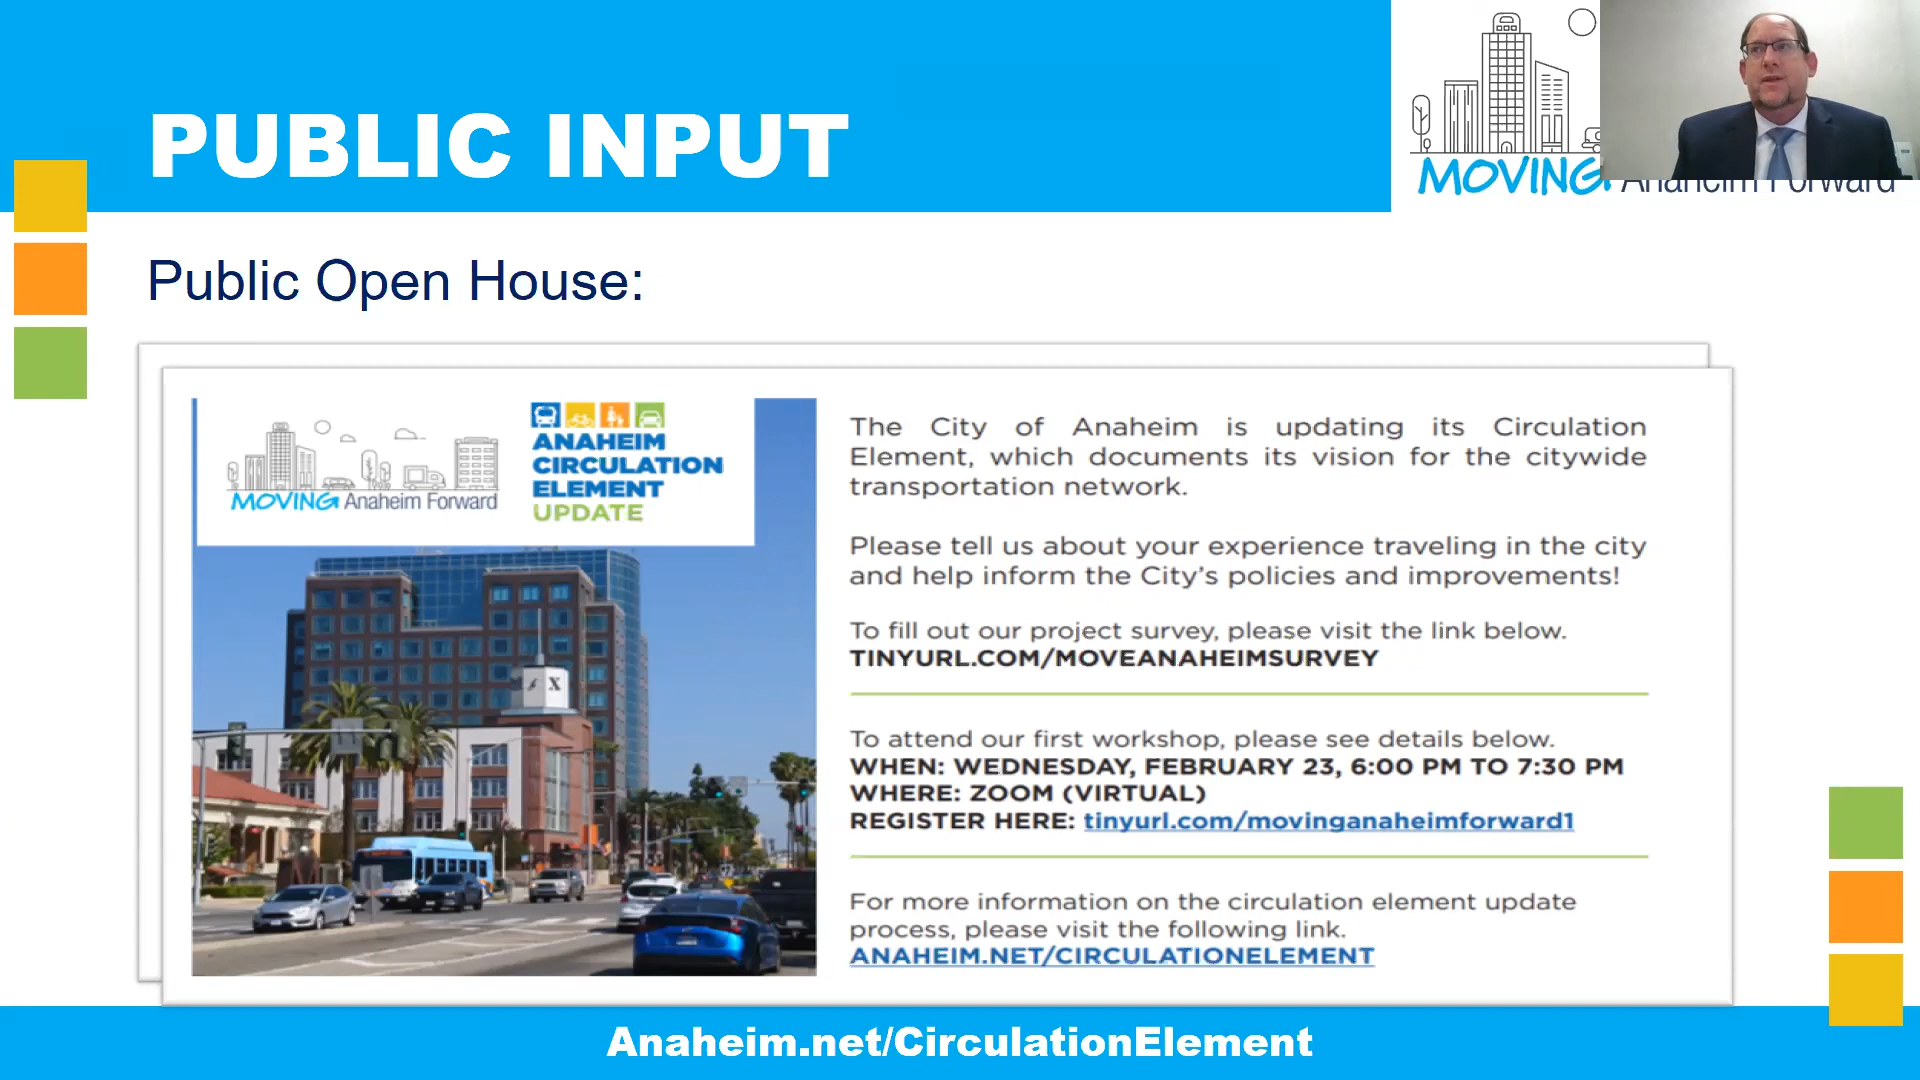 PUBLIC INPUT
MOVING Anaheim Forward
Public Open House:
MOVING Anaheim Forward
ANAHEIM
CIRCULATION
ELEMENT
UPDATE
The City of Anaheim is updating its Circulation
Element, which documents its vision for the citywide
transportation network.
Please tell us about your experience traveling in the city
and help inform the City's policies and improvements!
To fill out our project survey, please visit the link below.
TINYURL.COM/MOVEANAHEIMSURVEY
To attend our first workshop, please see details below.
WHEN: WEDNESDAY, FEBRUARY 23, 6:00 PM TO 7:30 PM
WHERE: ZOOM (VIRTUAL)
REGISTER HERE: tinyurl.com/movinganaheimforward1
For more information on the circulation element update
process, please visit the following link.
ANAHEIM.NET/CIRCULATIONELEMENT
Anaheim.net/CirculationElement